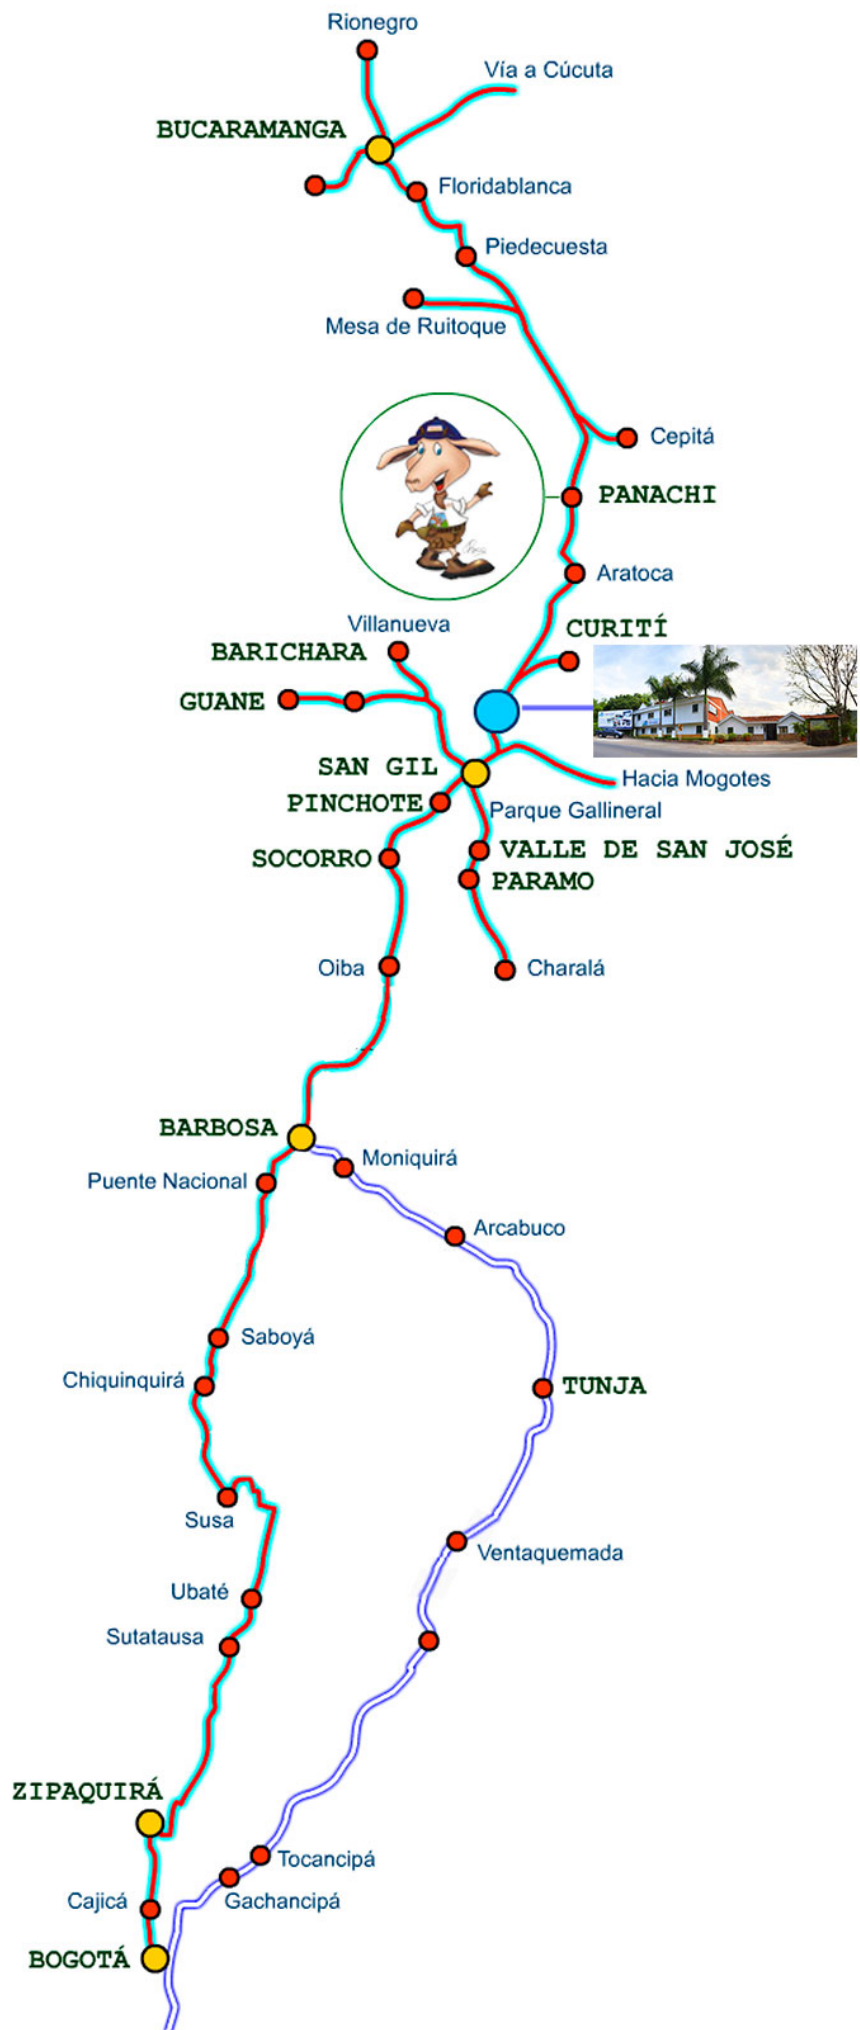 Rionegro
Vía a Cúcuta
BUCARAMANGA
Floridablanca
Piedecuesta
Mesa de Ruitoque
Cepitá
PANACHI
Aratoca
Villanueva
CURITÍ
BARICHARA
GUANE
SAN GIL
Hacia Mogotes
PINCHOTE
Parque Gallineral
SOCORRO
VALLE DE SAN JOSÉ
PARAMO
Oiba
Charalá
BARBOSA
Moniquirá
Puente Nacional
Arcabuco
Saboyá
Chiquinquirá
TUNJA
Susa
Ventaquemada
Ubaté
Sutatausa
ZIPAQUIRÁ
Tocancipá
Cajicá
Gachancipá
BOGOTÁ